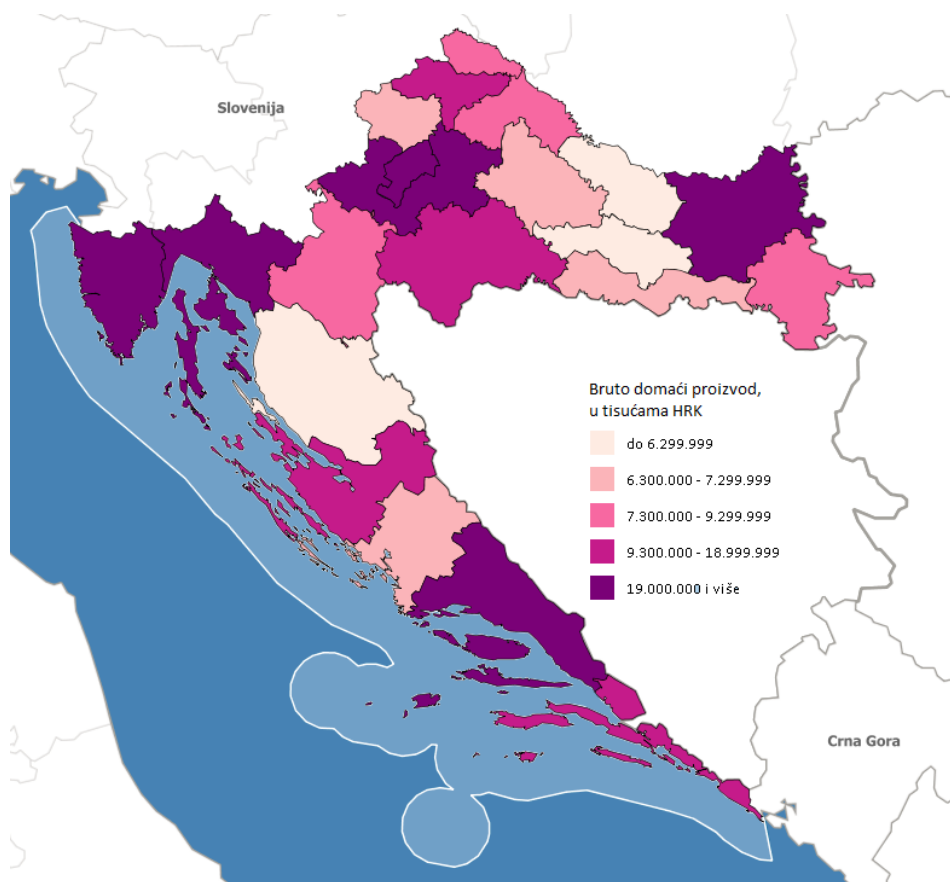 Slovenija
Bruto domaći proizvod,
u tisućama HRK
do 6.299.999
6.300.000 - 7.299.999
7.300.000 - 9.299.999
9.300.000 - 18.999.999
19.000.000 i više
Crna Gora